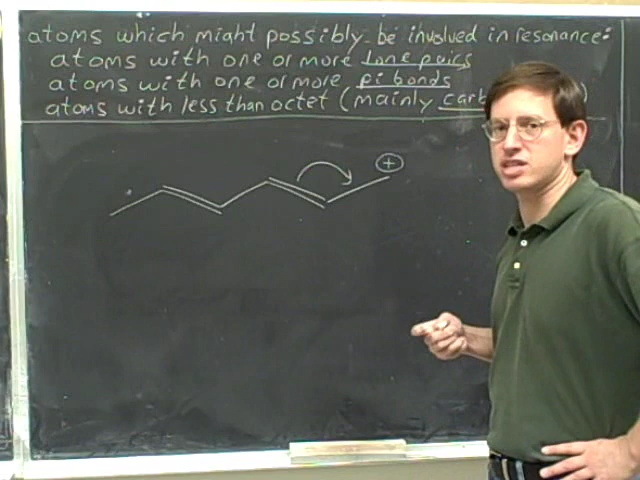 atoms which might possibly be involved in resonance:
atoms with one or more lone pairs
atoms with one or more pi bonds
atoms with less than octet (mainly )
+